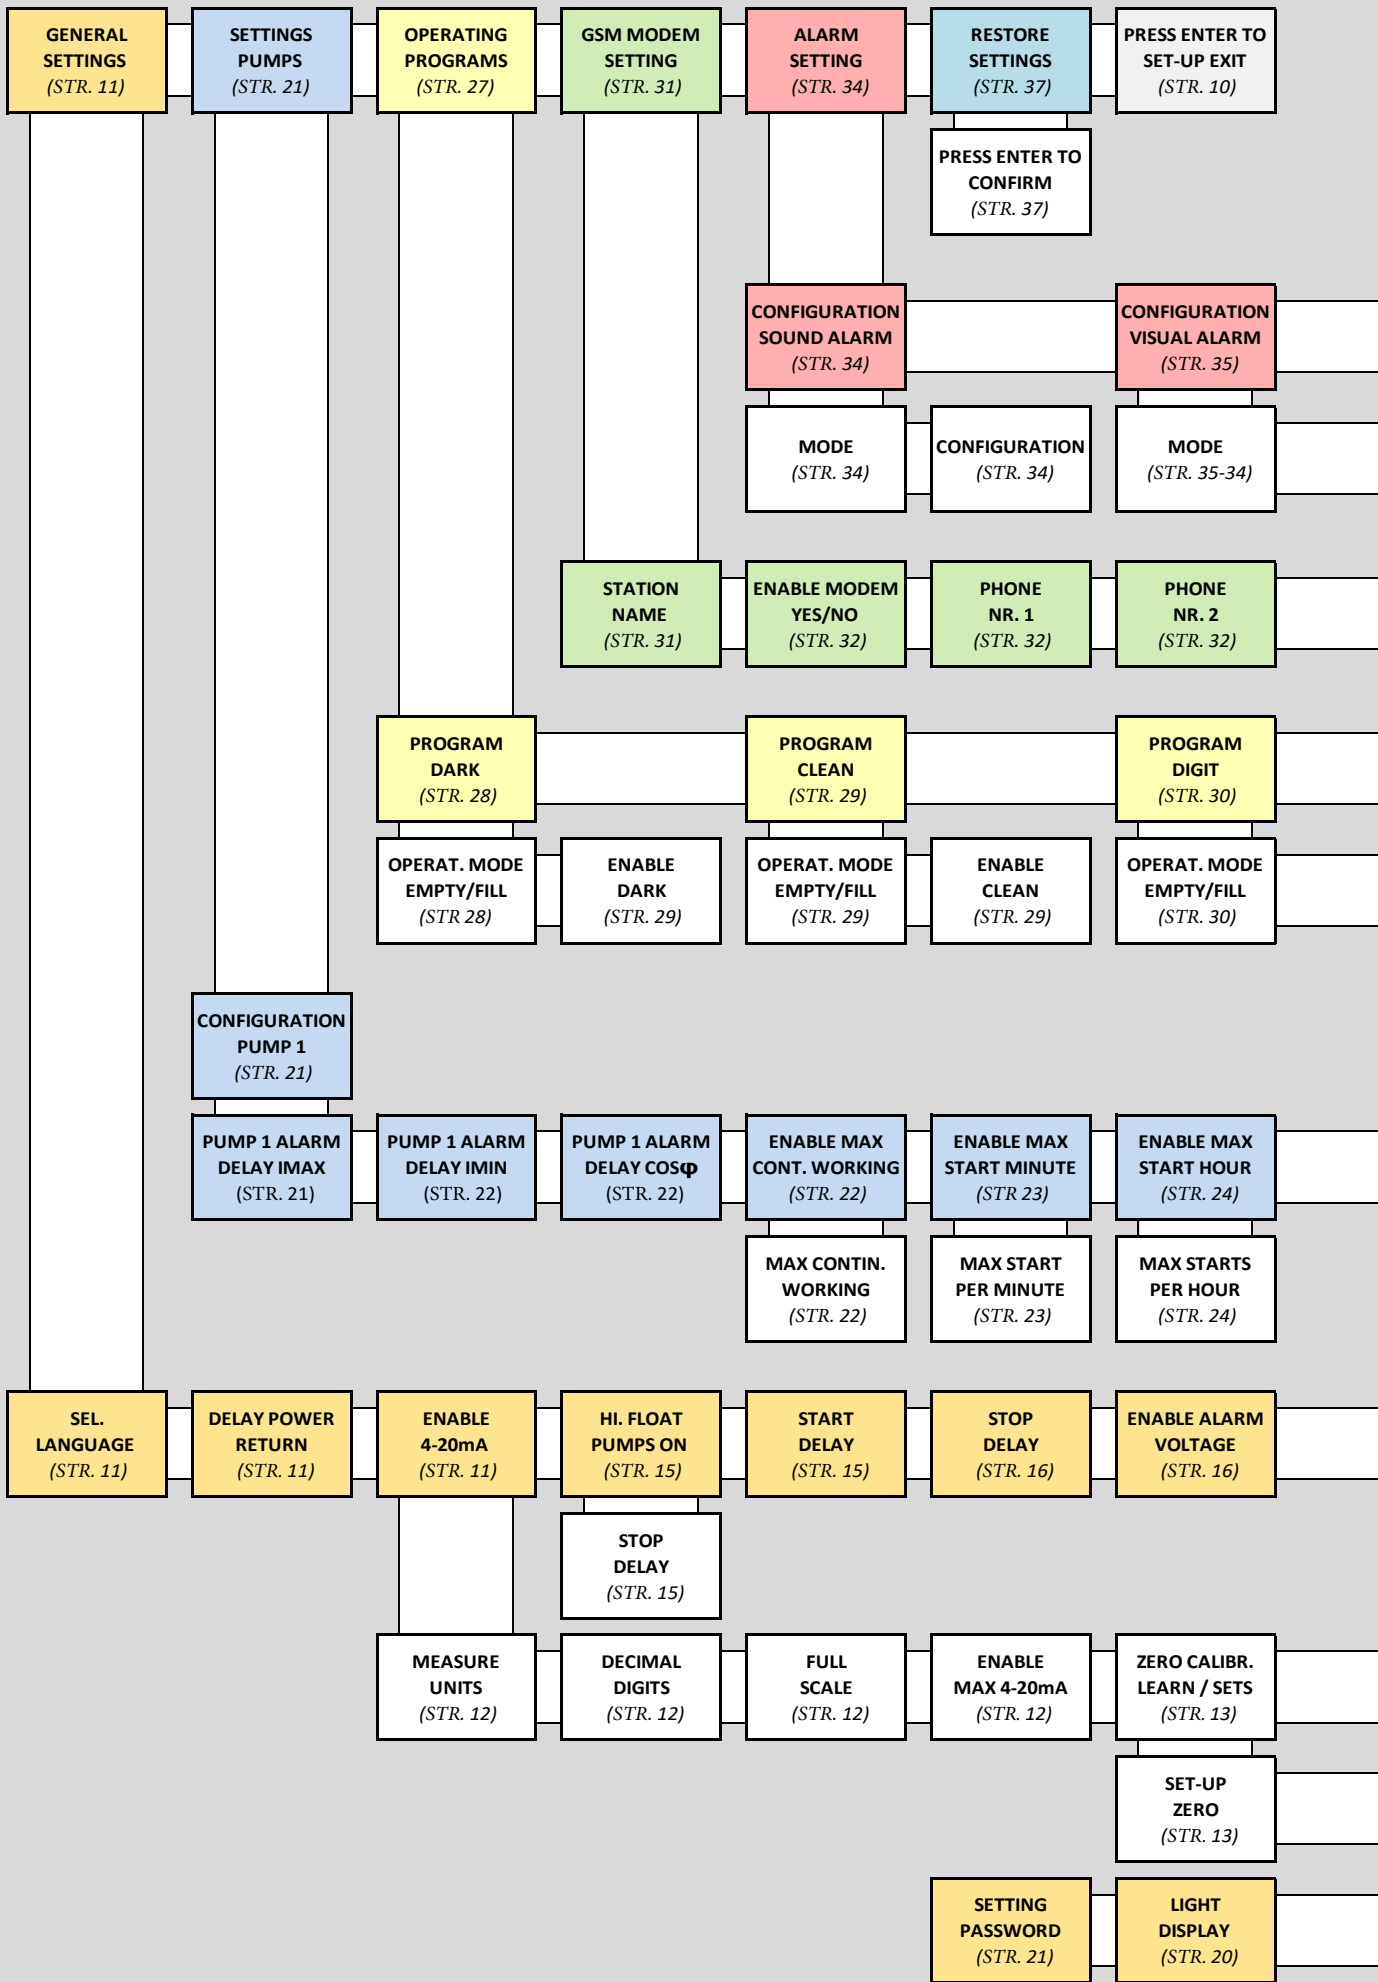 GENERAL
SETTINGS
(STR. 11)
SETTINGS
PUMPS
(STR. 21)
OPERATING
PROGRAMS
(STR. 27)
GSM MODEM
SETTING
(STR. 31)
ALARM
SETTING
(STR. 34)
RESTORE
SETTINGS
(STR. 37)
PRESS ENTER TO
SET-UP EXIT
(STR. 10)
PRESS ENTER TO
CONFIRM
(STR. 37)
CONFIGURATION
SOUND ALARM
(STR. 34)
CONFIGURATION
VISUAL ALARM
(STR. 35)
MODE
(STR. 34)
CONFIGURATION
(STR. 34)
MODE
(STR. 35-34)
STATION
NAME
(STR. 31)
ENABLE MODEM
YES/NO
(STR. 32)
PHONE
NR. 1
(STR. 32)
PHONE
NR. 2
(STR. 32)
PROGRAM
DARK
(STR. 28)
PROGRAM
CLEAN
(STR. 29)
PROGRAM
DIGIT
(STR. 30)
OPERAT. MODE
EMPTY/FILL
(STR 28)
ENABLE
DARK
(STR. 29)
OPERAT. MODE
EMPTY/FILL
(STR. 29)
ENABLE
CLEAN
(STR. 29)
OPERAT. MODE
EMPTY/FILL
(STR. 30)
CONFIGURATION
PUMP 1
(STR. 21)
PUMP 1 ALARM
DELAY IMAX
(STR. 21)
PUMP 1 ALARM
DELAY IMIN
(STR. 22)
PUMP 1 ALARM
DELAY COSφ
(STR. 22)
ENABLE MAX
CONT. WORKING
(STR. 22)
ENABLE MAX
START MINUTE
(STR 23)
ENABLE MAX
START HOUR
(STR. 24)
MAX CONTIN.
WORKING
(STR. 22)
MAX START
PER MINUTE
(STR. 23)
MAX STARTS
PER HOUR
(STR. 24)
SEL.
LANGUAGE
(STR. 11)
DELAY POWER
RETURN
(STR. 11)
ENABLE
4-20mA
(STR. 11)
HI. FLOAT
PUMPS ON
(STR. 15)
START
DELAY
(STR. 15)
STOP
DELAY
(STR. 16)
ENABLE ALARM
VOLTAGE
(STR. 16)
STOP
DELAY
(STR. 15)
MEASURE
UNITS
(STR. 12)
DECIMAL
DIGITS
(STR. 12)
FULL
SCALE
(STR. 12)
ENABLE
MAX 4-20mA
(STR. 12)
ZERO CALIBR.
LEARN / SETS
(STR. 13)
SET-UP
ZERO
(STR. 13)
SETTING
PASSWORD
(STR. 21)
LIGHT
DISPLAY
(STR. 20)